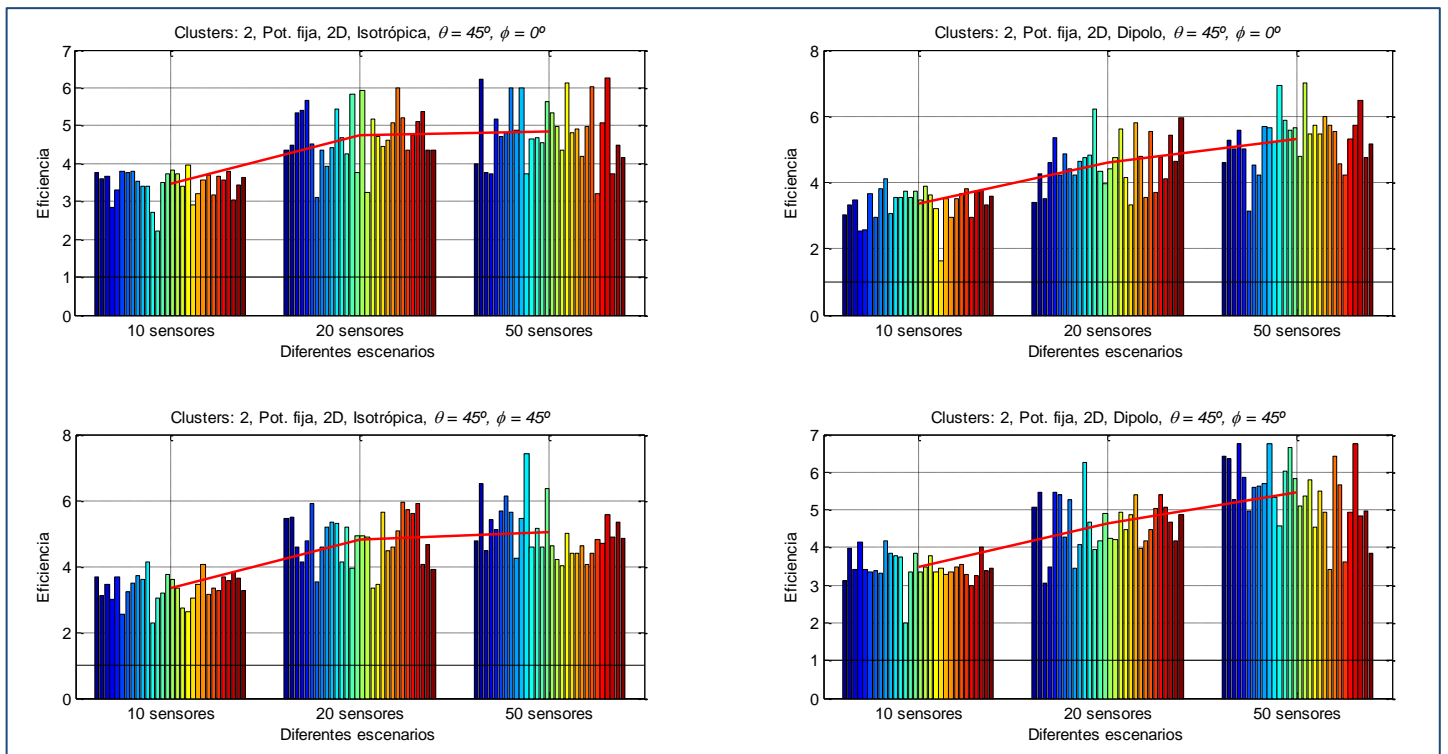 Clusters: 2, Pot. fija, 2D, Isotrópica, θ = 45º, ϕ = 0º
7
6
5
4
3
2
1
0
Eficiencia
10 sensores 20 sensores 50 sensores
Diferentes escenarios
Clusters: 2, Pot. fija, 2D, Dipolo, θ = 45º, ϕ = 0º
8
6
4
2
0
Eficiencia
10 sensores 20 sensores 50 sensores
Diferentes escenarios
Clusters: 2, Pot. fija, 2D, Isotrópica, θ = 45º, ϕ = 45º
8
6
4
2
0
Eficiencia
10 sensores 20 sensores 50 sensores
Diferentes escenarios
Clusters: 2, Pot. fija, 2D, Dipolo, θ = 45º, ϕ = 45º
7
6
5
4
3
2
1
0
Eficiencia
10 sensores 20 sensores 50 sensores
Diferentes escenarios